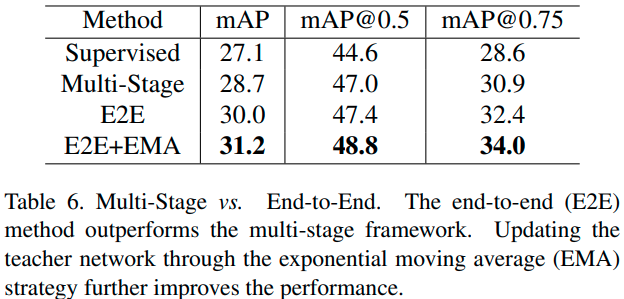 Method mAP mAP@0.5 mAP@0.75
Supervised 27.1 44.6 28.6
Multi-Stage 28.7 47.0 30.9
E2E 30.0 47.4 32.4
E2E+EMA 31.2 48.8 34.0
Table 6. Multi-Stage vs. End-to-End. The end-to-end (E2E)
method outperforms the multi-stage framework. Updating the
teacher network through the exponential moving average (EMA)
strategy further improves the performance.